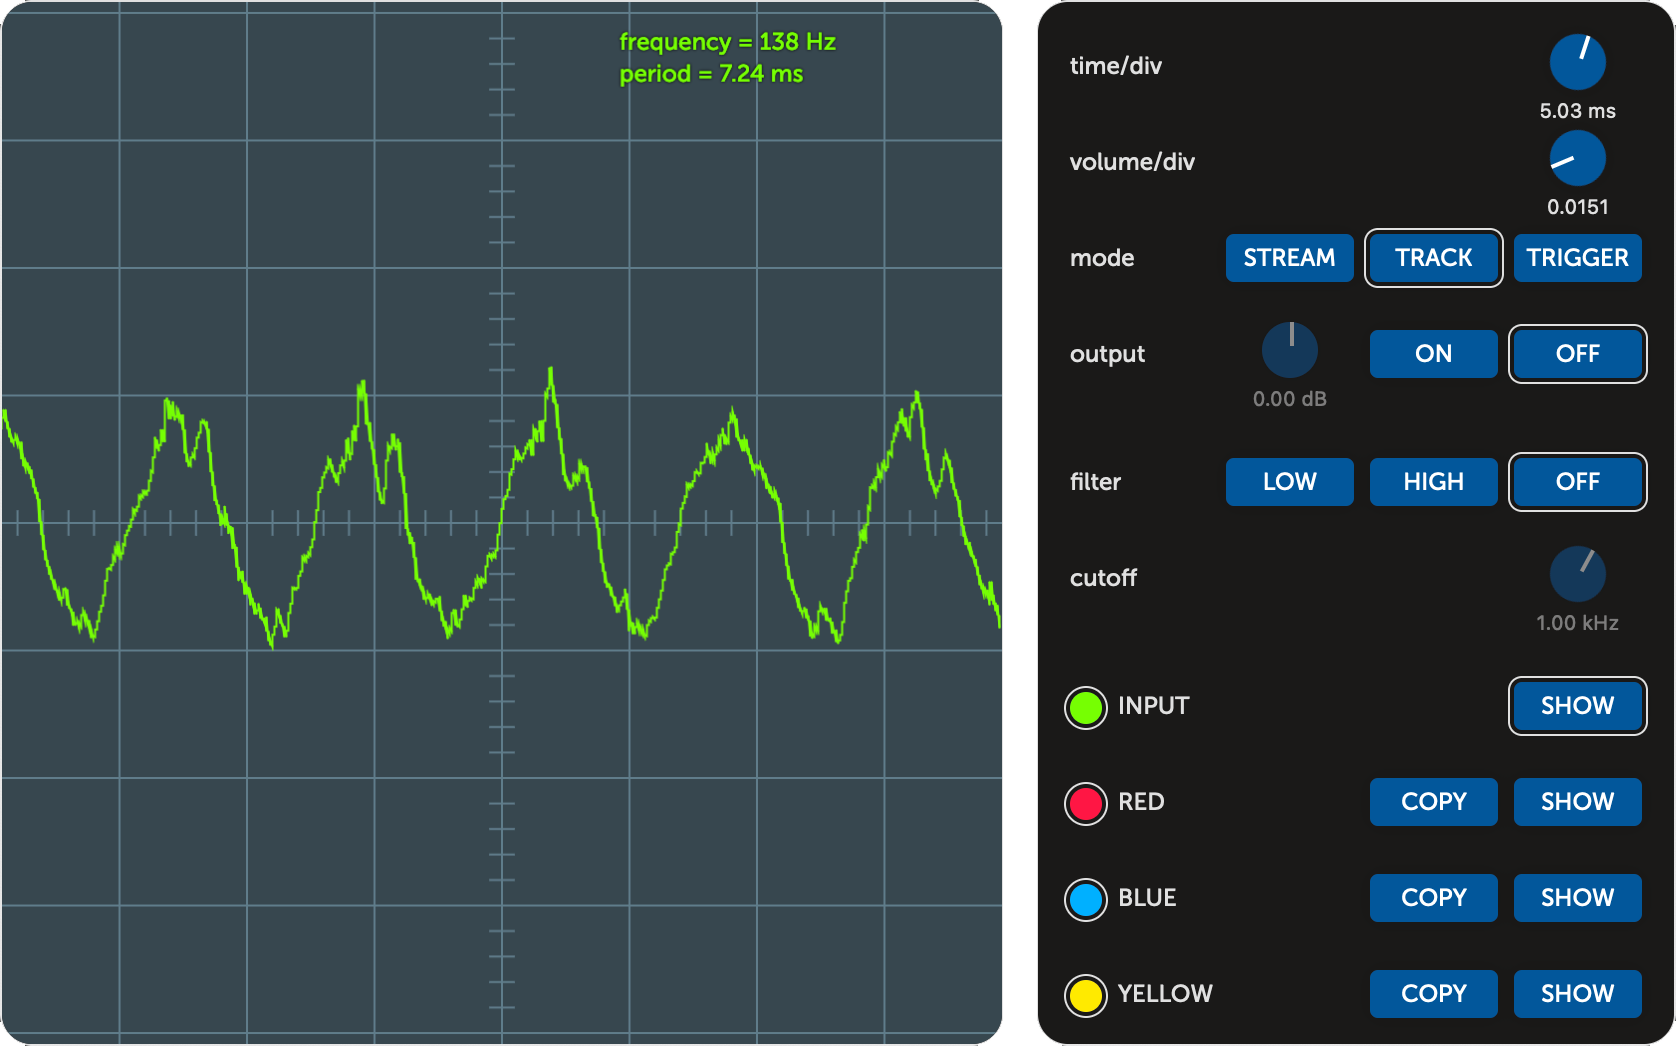 frequency = 138 Hz
period = 7.24 ms
time/div
5.03 ms
volume/div
0.0151
mode STREAM TRACK TRIGGER
output ON OFF
0.00 dB
filter LOW HIGH OFF
cutoff
1.00 kHz
INPUT SHOW
RED COPY SHOW
BLUE COPY SHOW
YELLOW COPY SHOW